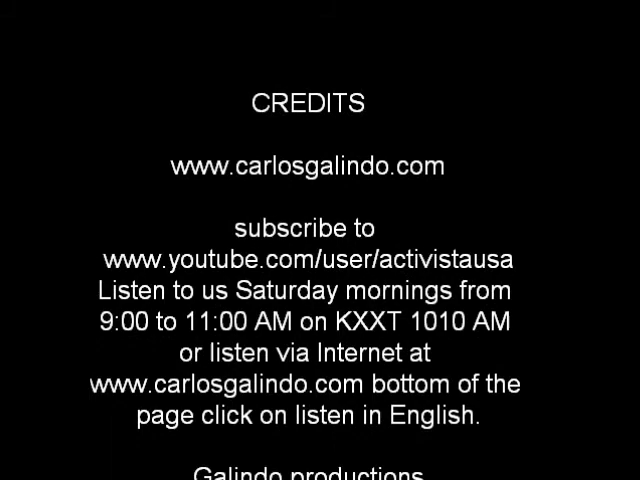 CREDITS
www.carlosgalindo.com
subscribe to
www.youtube.com/user/activistausa
Listen to us Saturday mornings from
9:00 to 11:00 AM on KXXT 1010 AM
or listen via Internet at
www.carlosgalindo.com bottom of the
page click on listen in English.
Galindo productions